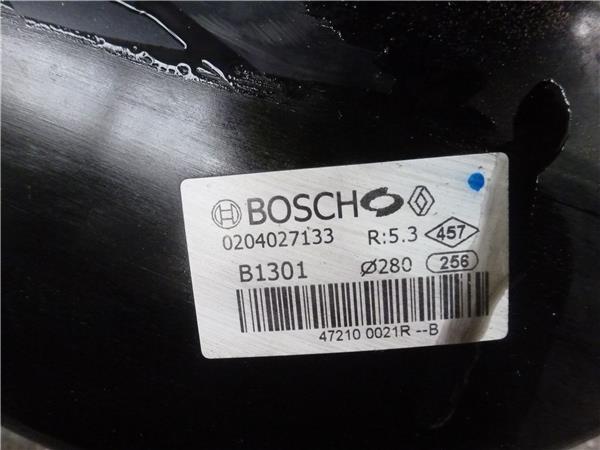 BOSCH
0204027133 R:5.3 457
B1301 Ø280 256
47210 0021R --B